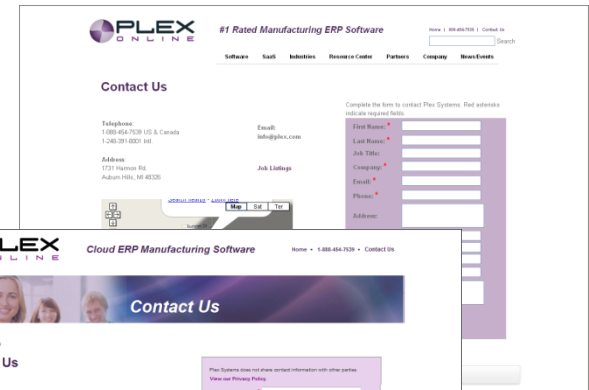 PLEX
ONLINE
#1 Rated Manufacturing ERP Software
Home | 888-454-7539 | Contact Us
Search
Software SaaS Industries Resource Center Partners Company News/Events
Contact Us
Complete the form to contact Plex Systems. Red asterisks
indicate required fields.
Telephone:
1-888-454-7539 US & Canada
1-248-391-8001 Intl
Email:
info@plex.com
Address:
1731 Harmon Rd.
Auburn Hills, MI 48326
Job Listings
First Name: *
Last Name: *
Job Title:
Company: *
Email: *
Phone: *
Address:
Search nearby - Zoom here
Map Sat Ter
LEX
NLINE
Cloud ERP Manufacturing Software
Home • 1-888-454-7539 • Contact Us
Contact Us
Us
Plex Systems does not share contact information with other parties.
View our Privacy Policy.